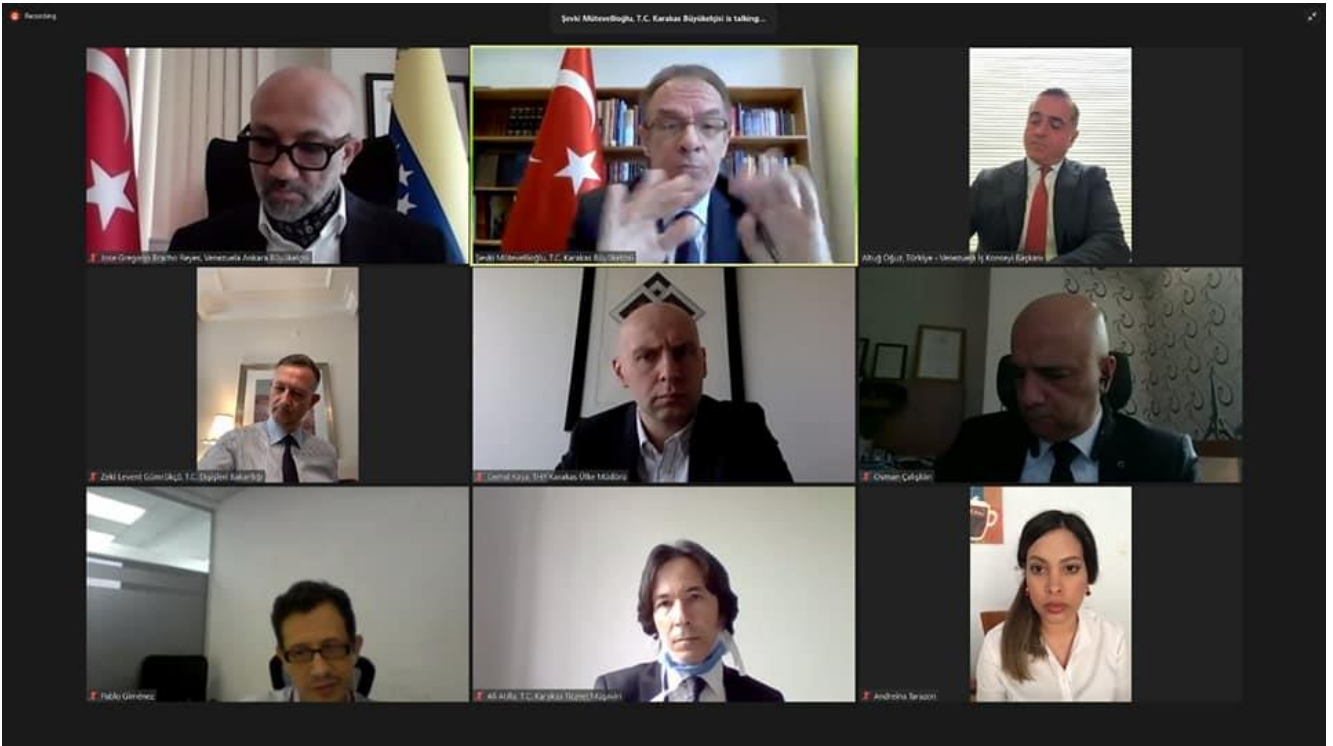 Recording
Şevki Mütevellioğlu, T.C. Karakas Büyükelçisi is talking...
Jose Gregorio Bracho Reyes, Venezuela Ankara Büyükelçisi
Şevki Mütevellioğlu, T.C. Karakas Büyükelçisi
Altuğ Oğuz, Türkiye - Venezuela İş Konseyi Başkanı
Zeki Levent Gümrükçü, T.C. Dışişleri Bakanlığı
Cemal Kaya, THY Karakas Ülke Müdürü
Osman Çalışkan
Pablo Giménez
Ali Atilla, T.C. Karakas Ticaret Müşaviri
Andreina Tarazon